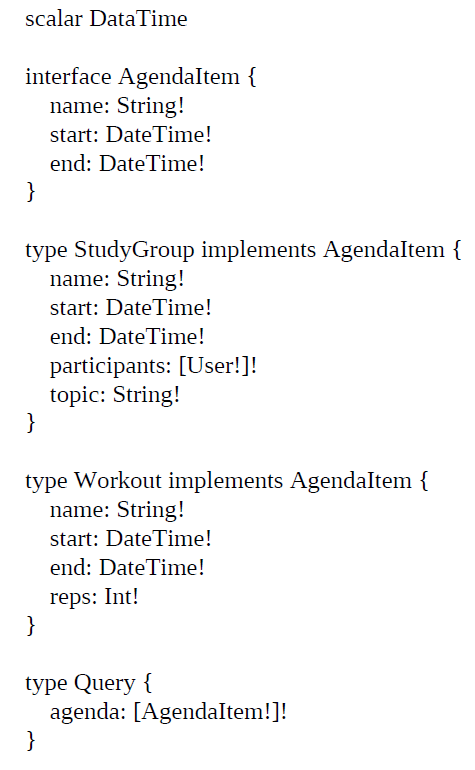 scalar DataTime
interface AgendaItem {
name: String!
start: DateTime!
end: DateTime!
}
type StudyGroup implements AgendaItem {
name: String!
start: DateTime!
end: DateTime!
participants: [User!]!
topic: String!
}
type Workout implements AgendaItem {
name: String!
start: DateTime!
end: DateTime!
reps: Int!
}
type Query {
agenda: [AgendaItem!]!
}